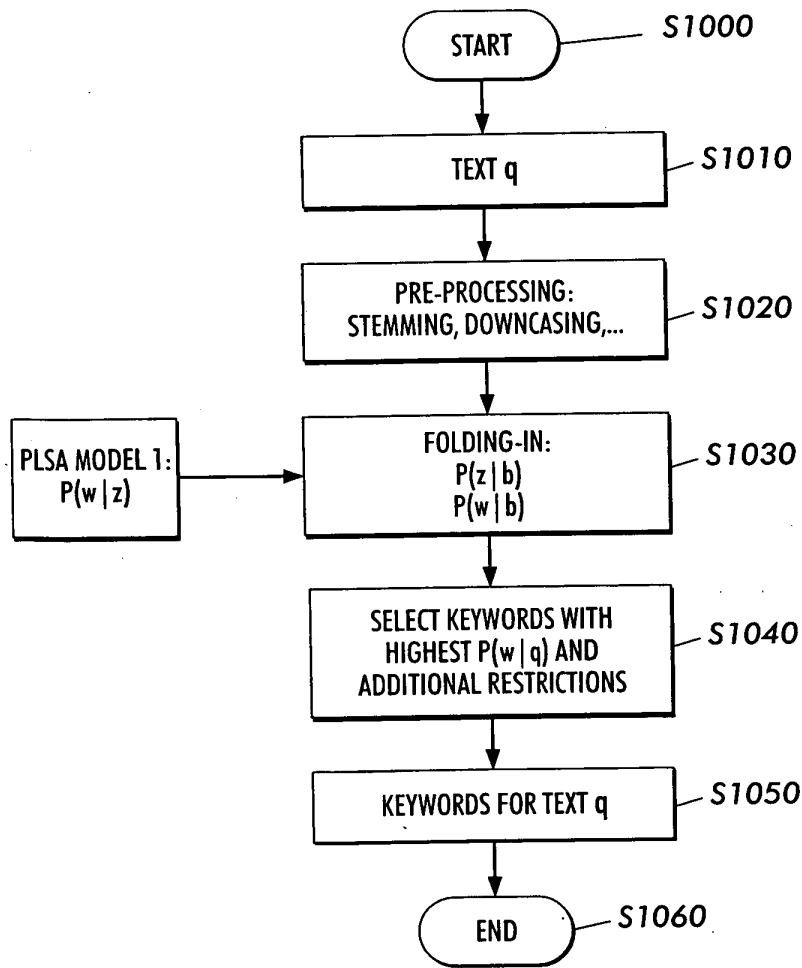 START
S1000
TEXT q
S1010
PRE-PROCESSING:
STEMMING, DOWNCASING,...
S1020
PLSA MODEL 1:
P(w|z)
FOLDING-IN:
P(z|b)
P(w|b)
S1030
SELECT KEYWORDS WITH
HIGHEST P(w|q) AND
ADDITIONAL RESTRICTIONS
S1040
KEYWORDS FOR TEXT q
S1050
END
S1060